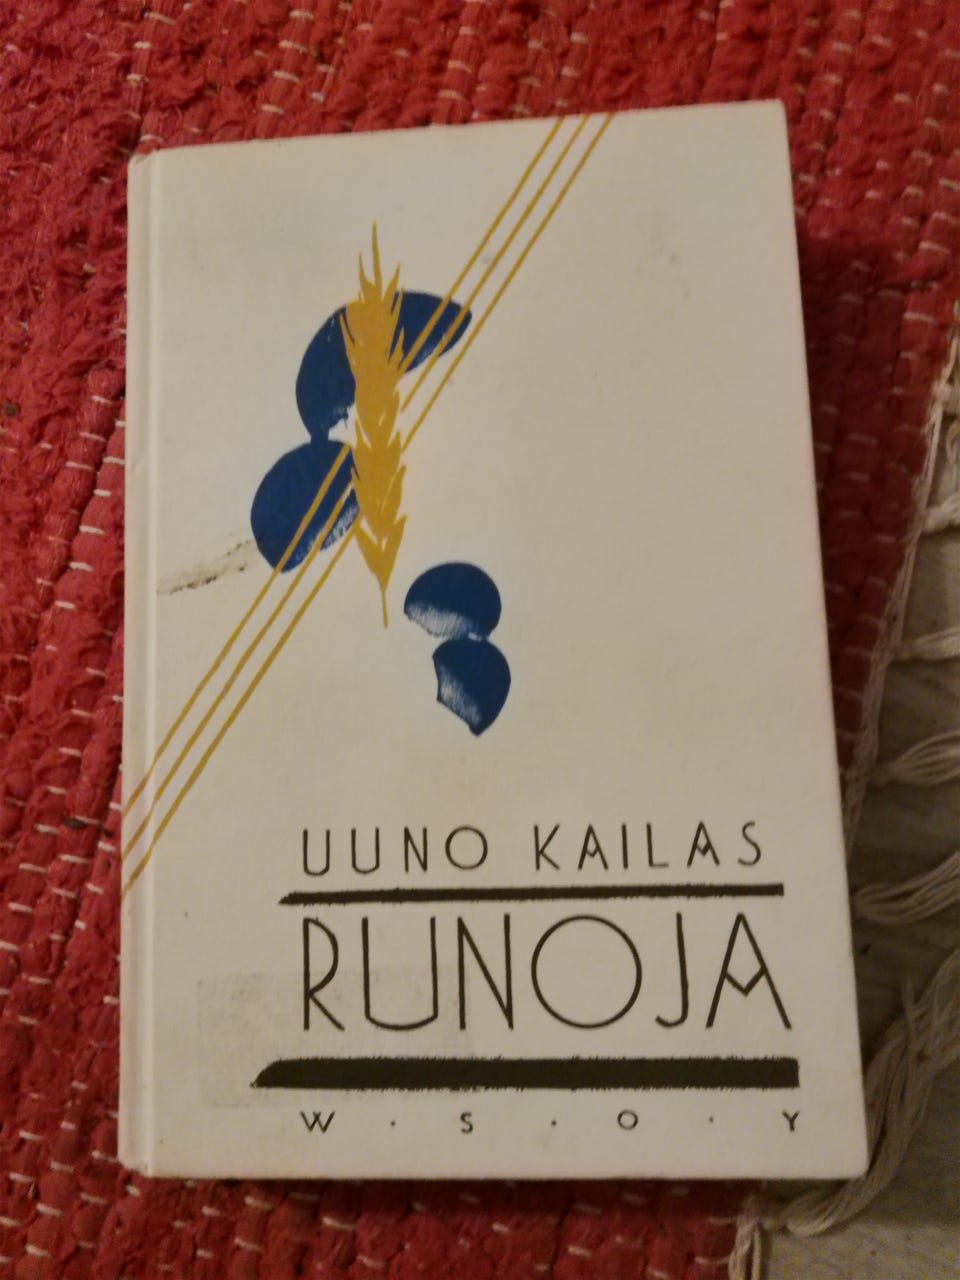 UUNO KAILAS
RUNOJA
W · S · O · Y